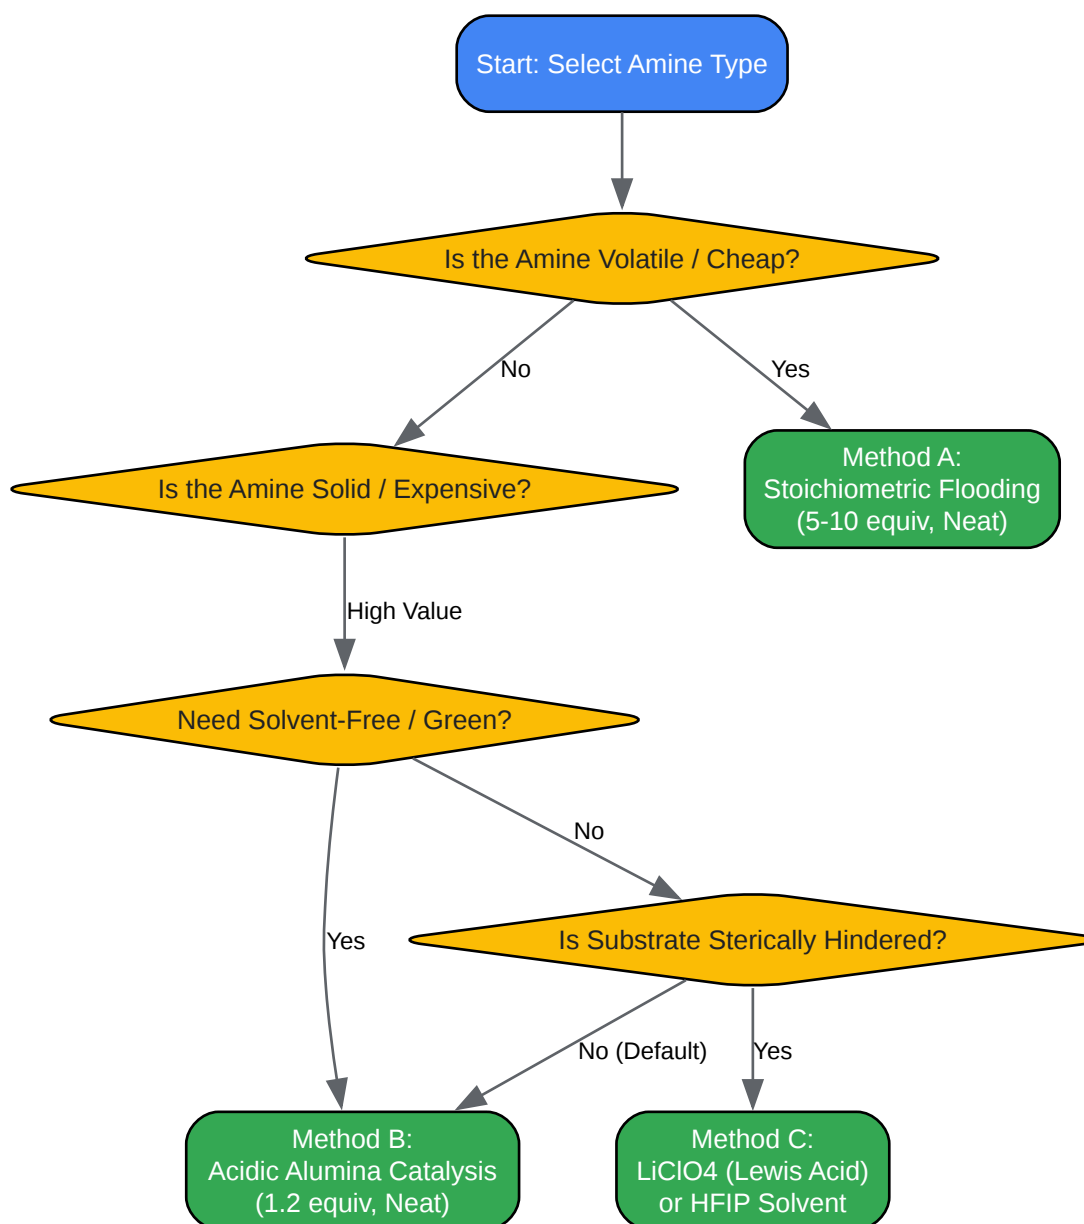 Start: Select Amine Type
Is the Amine Volatile / Cheap?
No
Yes
Method A:
Stoichiometric Flooding
(5-10 equiv, Neat)
Is the Amine Solid / Expensive?
High Value
Need Solvent-Free / Green?
No
Yes
Is Substrate Sterically Hindered?
No (Default)
Yes
Method B:
Acidic Alumina Catalysis
(1.2 equiv, Neat)
Method C:
LiClO4 (Lewis Acid)
or HFIP Solvent